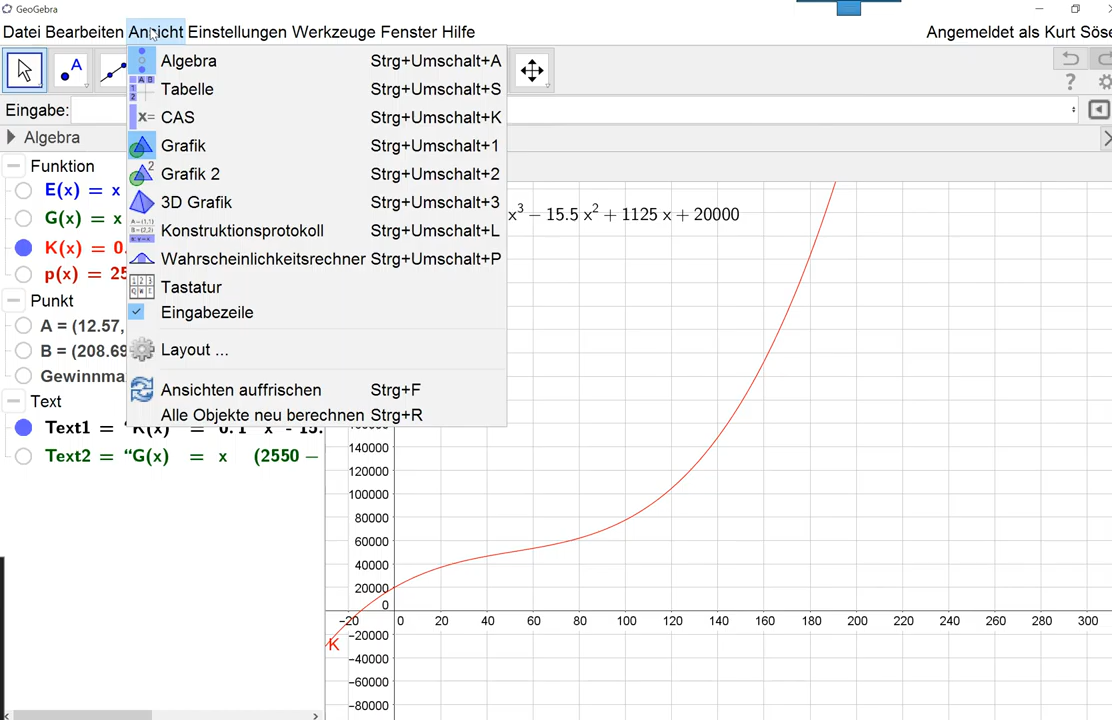 GeoGebra
Datei Bearbeiten Ansicht Einstellungen Werkzeuge Fenster Hilfe
Angemeldet als Kurt Söse
A
?
Eingabe:
Algebra
Funktion
E(x) = x
G(x) = x
K(x) = 0.
p(x) = 25
Punkt
A = (12.57,
B = (208.69
Gewinnma
Text
Text1 = "K(x) = 0.1 x - 15.
Text2 = “G(x) = x (2550 −
Algebra Strg+Umschalt+A
Tabelle Strg+Umschalt+S
CAS Strg+Umschalt+K
Grafik Strg+Umschalt+1
Grafik 2 Strg+Umschalt+2
3D Grafik Strg+Umschalt+3
Konstruktionsprotokoll Strg+Umschalt+L
Wahrscheinlichkeitsrechner Strg+Umschalt+P
Tastatur
Eingabezeile
Layout ...
Ansichten auffrischen Strg+F
Alle Objekte neu berechnen Strg+R
x³ − 15.5 x² + 1125 x + 20000
140000
120000
100000
80000
60000
40000
20000
0
−20 0 20 40 60 80 100 120 140 160 180 200 220 240 260 280 300
−20000
K
−40000
−60000
−80000